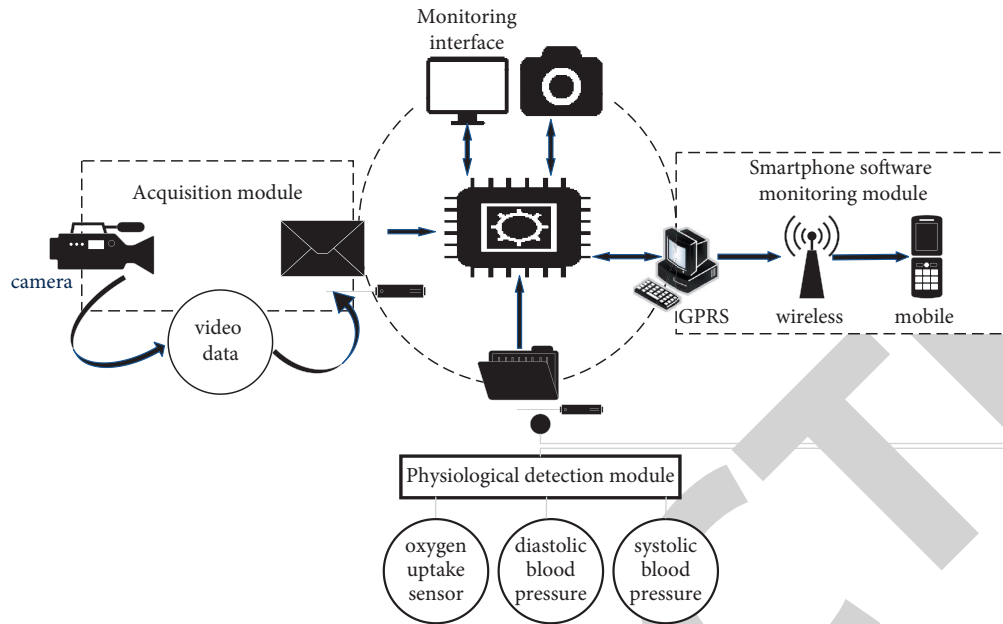 Monitoring
interface
Acquisition module
camera
video
data
Smartphone software
monitoring module
GPRS
wireless
mobile
Physiological detection module
oxygen
uptake
sensor
diastolic
blood
pressure
systolic
blood
pressure